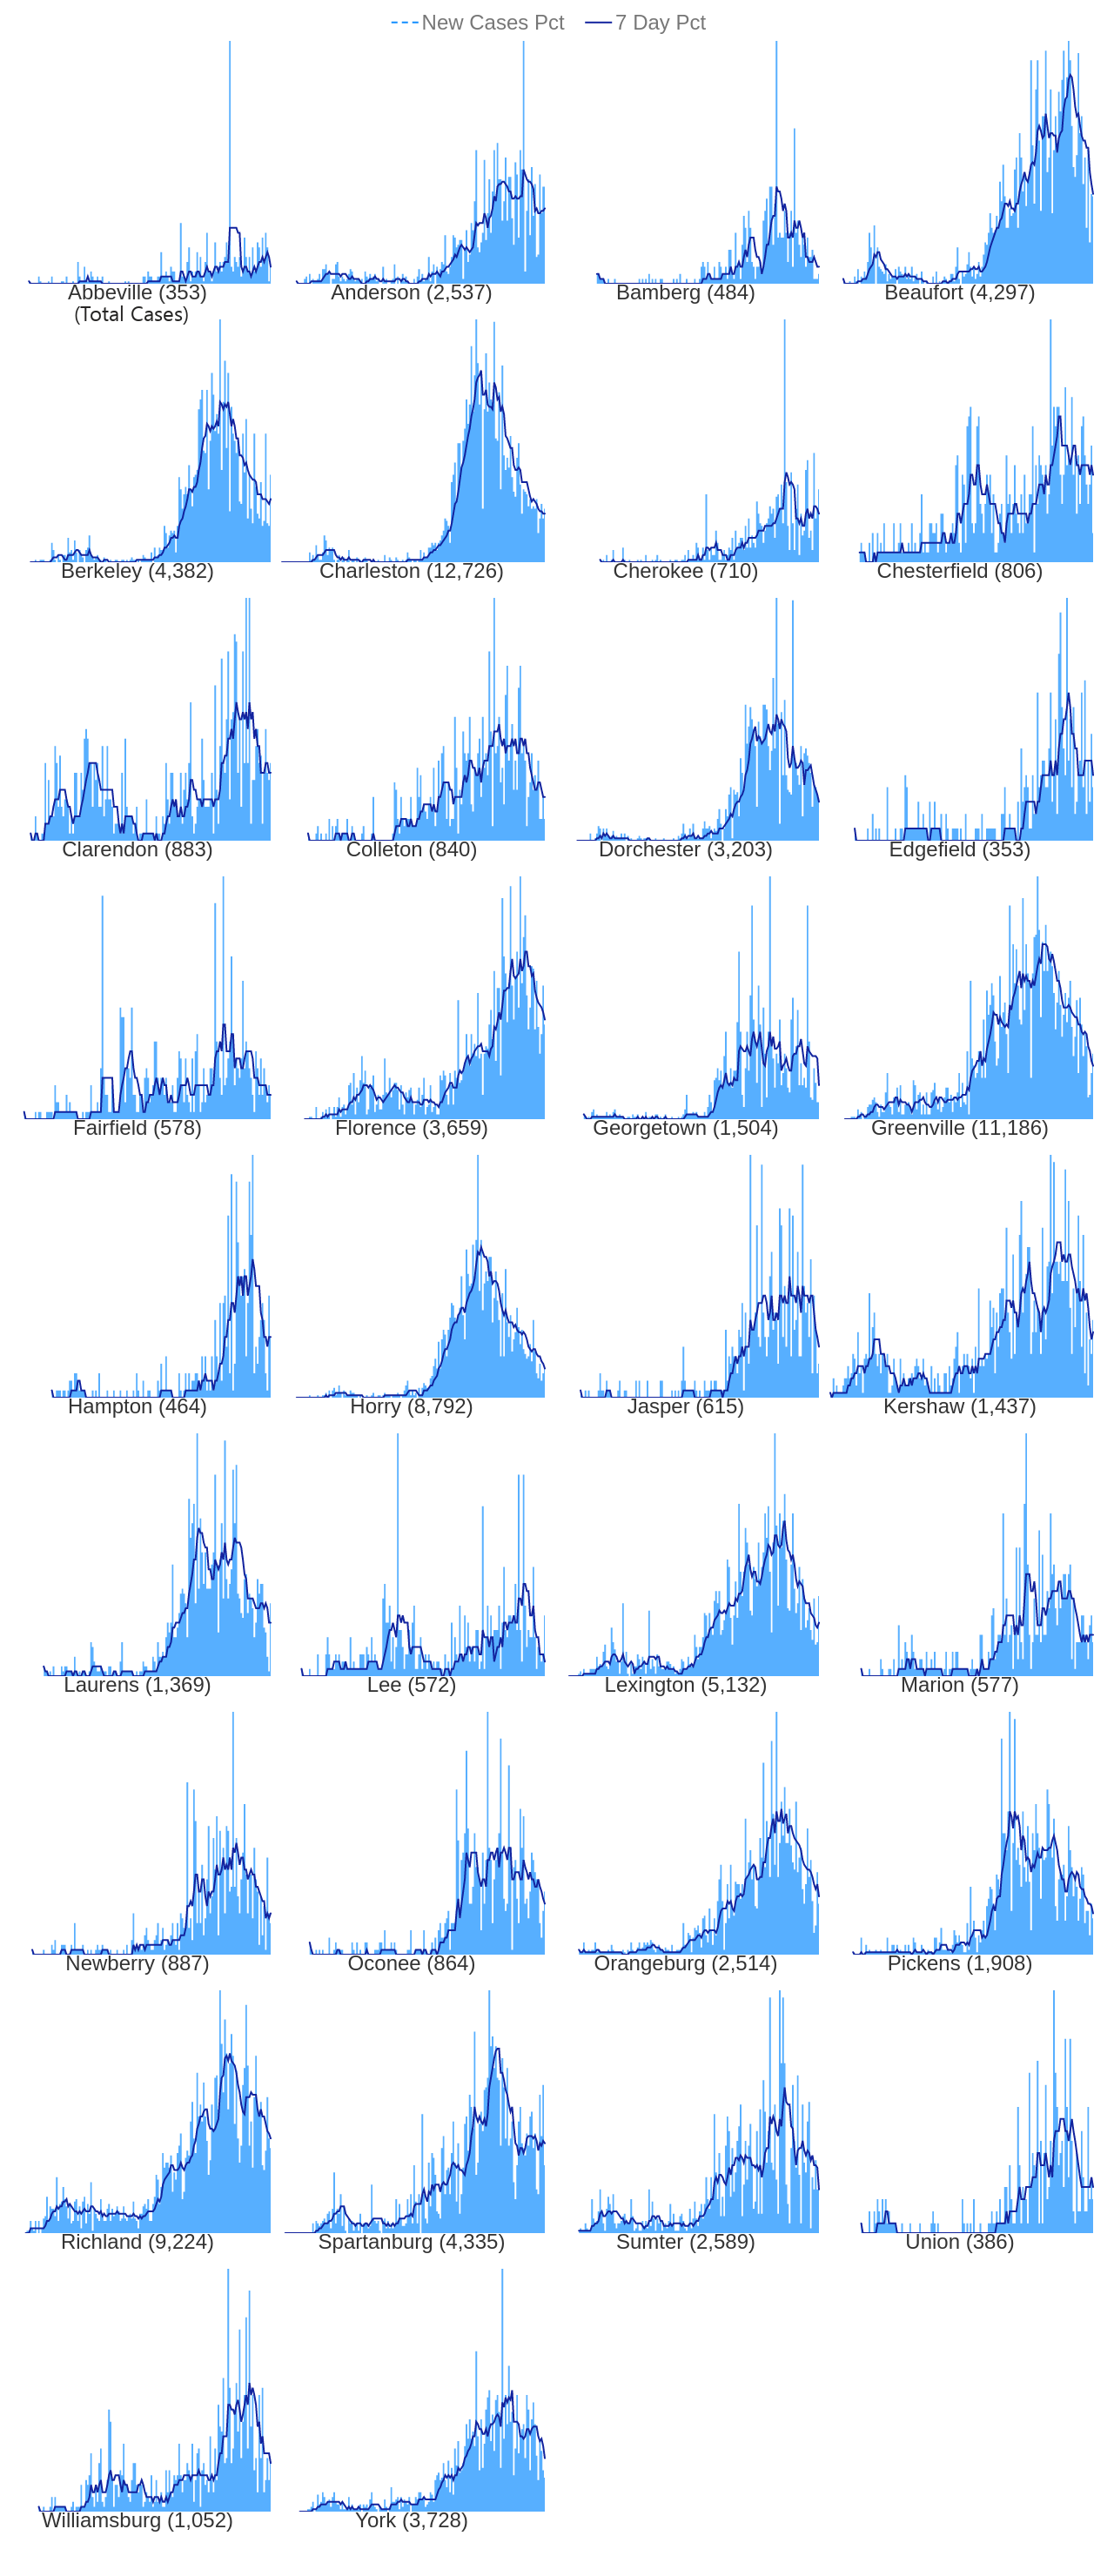 New Cases Pct 7 Day Pct
Abbeville (353) Anderson (2,537) Bamberg (484) Beaufort (4,297)
(Total Cases)
Berkeley (4,382) Charleston (12,726) Cherokee (710) Chesterfield (806)
Clarendon (883) Colleton (840) Dorchester (3,203) Edgefield (353)
Fairfield (578) Florence (3,659) Georgetown (1,504) Greenville (11,186)
Hampton (464) Horry (8,792) Jasper (615) Kershaw (1,437)
Laurens (1,369) Lee (572) Lexington (5,132) Marion (577)
Newberry (887) Oconee (864) Orangeburg (2,514) Pickens (1,908)
Richland (9,224) Spartanburg (4,335) Sumter (2,589) Union (386)
Williamsburg (1,052) York (3,728)